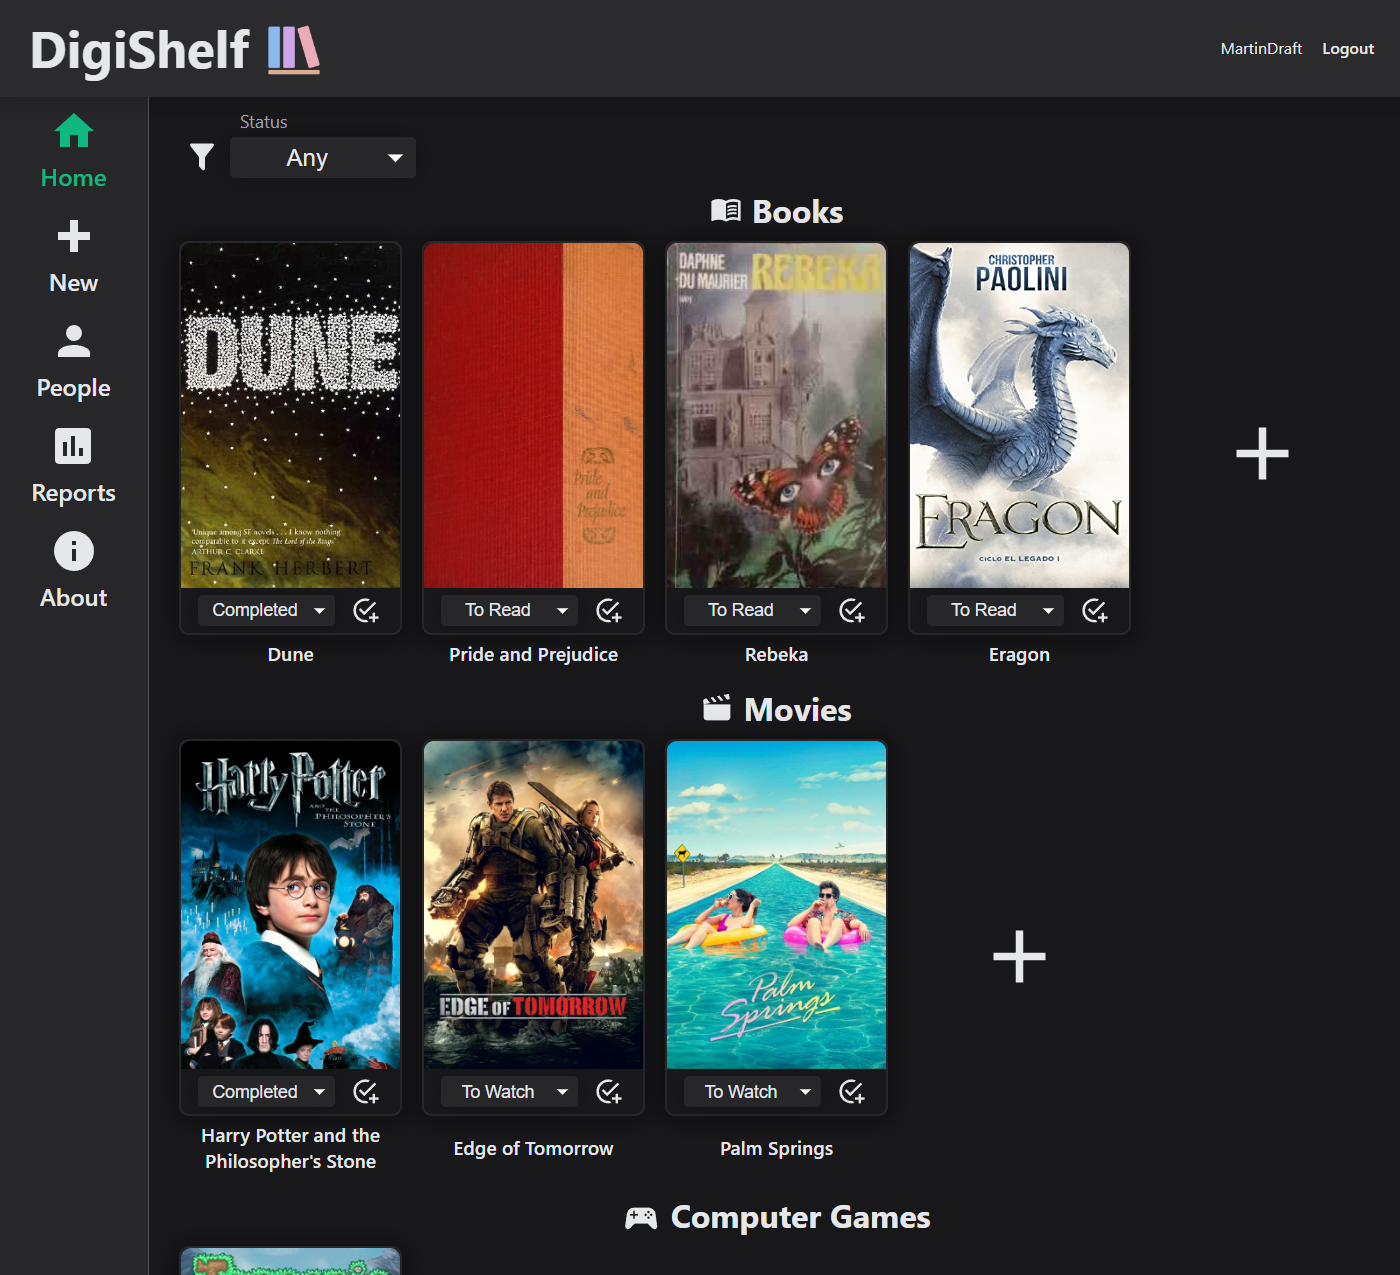 DigiShelf
MartinDraft
Logout
Home
New
People
Reports
About
Status
Any
Books
DUNE
'Unique among SF novels . . . I know nothing
comparable to it except The Lord of the Rings'
ARTHUR C. CLARKE
FRANK HERBERT
Completed
Dune
Pride
and
Prejudice
To Read
Pride and Prejudice
DAPHNE
DU MAURIER
REBEKA
To Read
Rebeka
CHRISTOPHER
PAOLINI
ERAGON
CICLO EL LEGADO I
To Read
Eragon
Movies
Harry Potter
AND THE
PHILOSOPHER'S
STONE
Completed
Harry Potter and the
Philosopher's Stone
EDGE OF TOMORROW
To Watch
Edge of Tomorrow
Palm
Springs
To Watch
Palm Springs
Computer Games